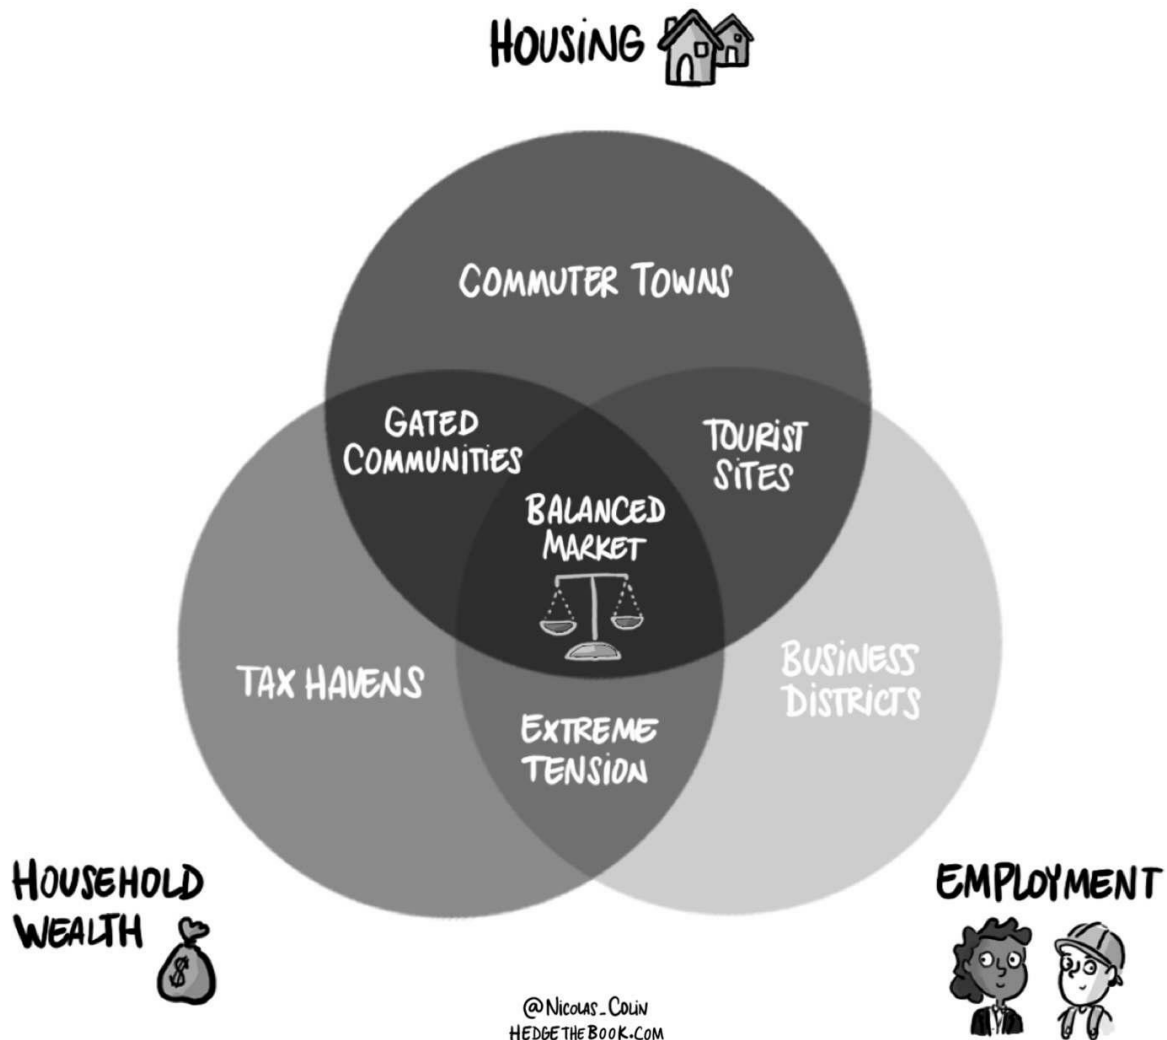 HOUSING
COMMUTER TOWNS
GATED
COMMUNITIES
TOURIST
SITES
BALANCED
MARKET
TAX HAVENS
BUSINESS
DISTRICTS
EXTREME
TENSION
HOUSEHOLD
WEALTH
$
EMPLOYMENT
@NICOLAS_COLIN
HEDGETHEBOOK.COM